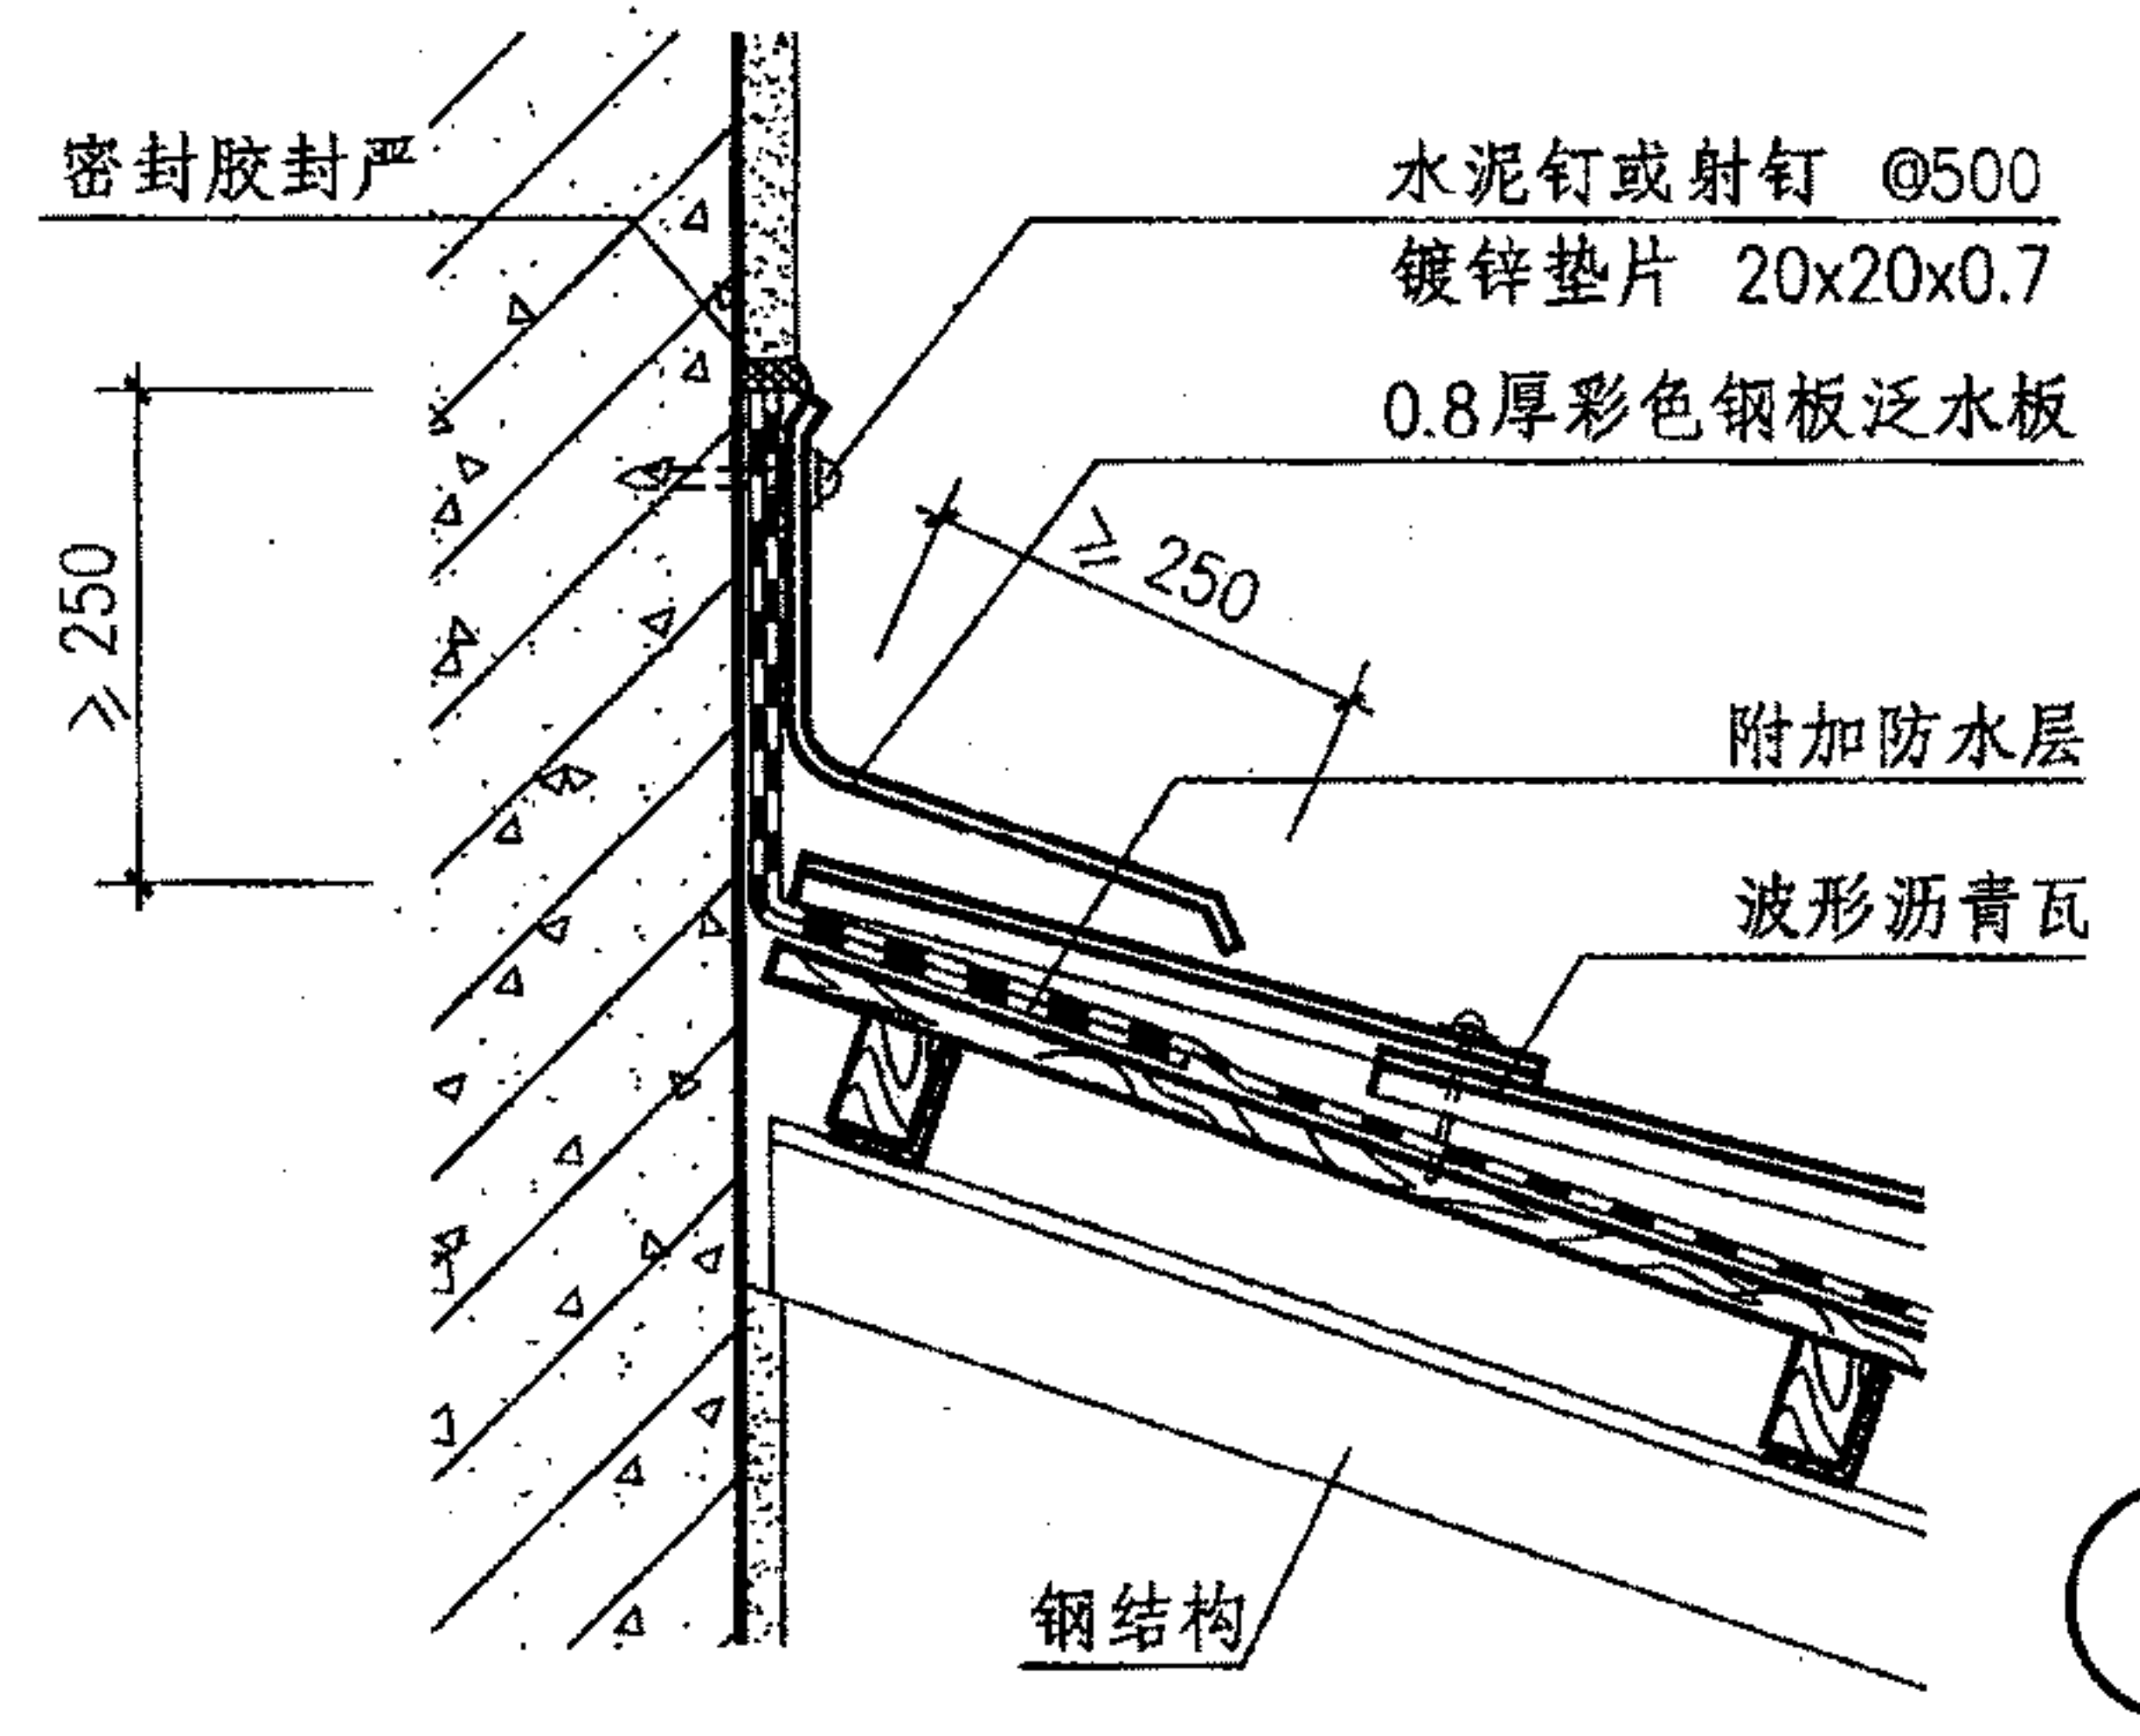 密封胶封严
水泥钉或射钉 @500
镀锌垫片 20x20x0.7
0.8厚彩色钢板泛水板
≥250
≥250
附加防水层
波形沥青瓦
钢结构